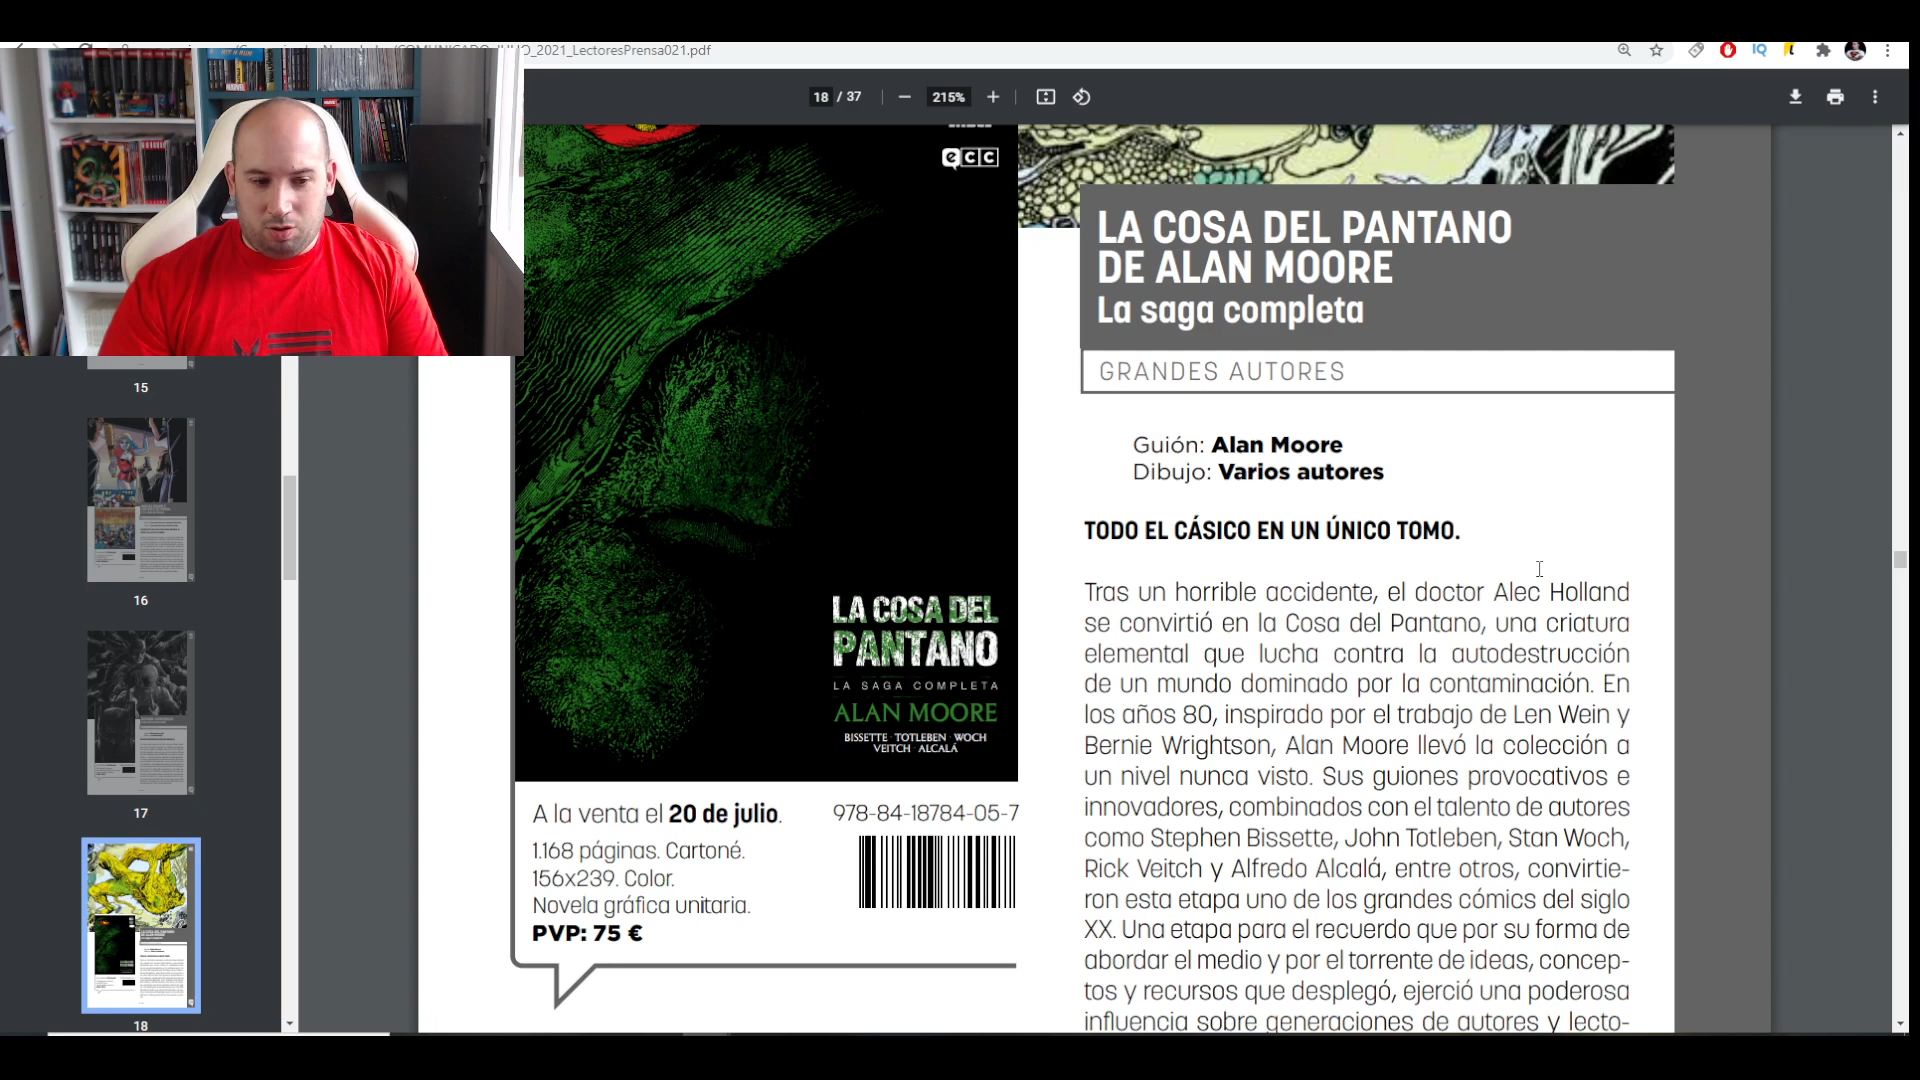 O_2021_LectoresPrensa021.pdf
18 / 37
215%
ecc
LA COSA DEL PANTANO
DE ALAN MOORE
La saga completa
GRANDES AUTORES
Guión: Alan Moore
Dibujo: Varios autores
TODO EL CÁSICO EN UN ÚNICO TOMO.
Tras un horrible accidente, el doctor Alec Holland
se convirtió en la Cosa del Pantano, una criatura
elemental que lucha contra la autodestrucción
de un mundo dominado por la contaminación. En
los años 80, inspirado por el trabajo de Len Wein y
Bernie Wrightson, Alan Moore llevó la colección a
un nivel nunca visto. Sus guiones provocativos e
innovadores, combinados con el talento de autores
como Stephen Bissette, John Totleben, Stan Woch,
Rick Veitch y Alfredo Alcalá, entre otros, convirtie-
ron esta etapa uno de los grandes cómics del siglo
XX. Una etapa para el recuerdo que por su forma de
abordar el medio y por el torrente de ideas, concep-
tos y recursos que desplegó, ejerció una poderosa
influencia sobre generaciones de autores y lecto-
LA COSA DEL
PANTANO
LA SAGA COMPLETA
ALAN MOORE
BISSETTE · TOTLEBEN · WOCH
VEITCH · ALCALÁ
A la venta el 20 de julio.
978-84-18784-05-7
1.168 páginas. Cartoné.
156x239. Color.
Novela gráfica unitaria.
PVP: 75 €
15
16
17
18